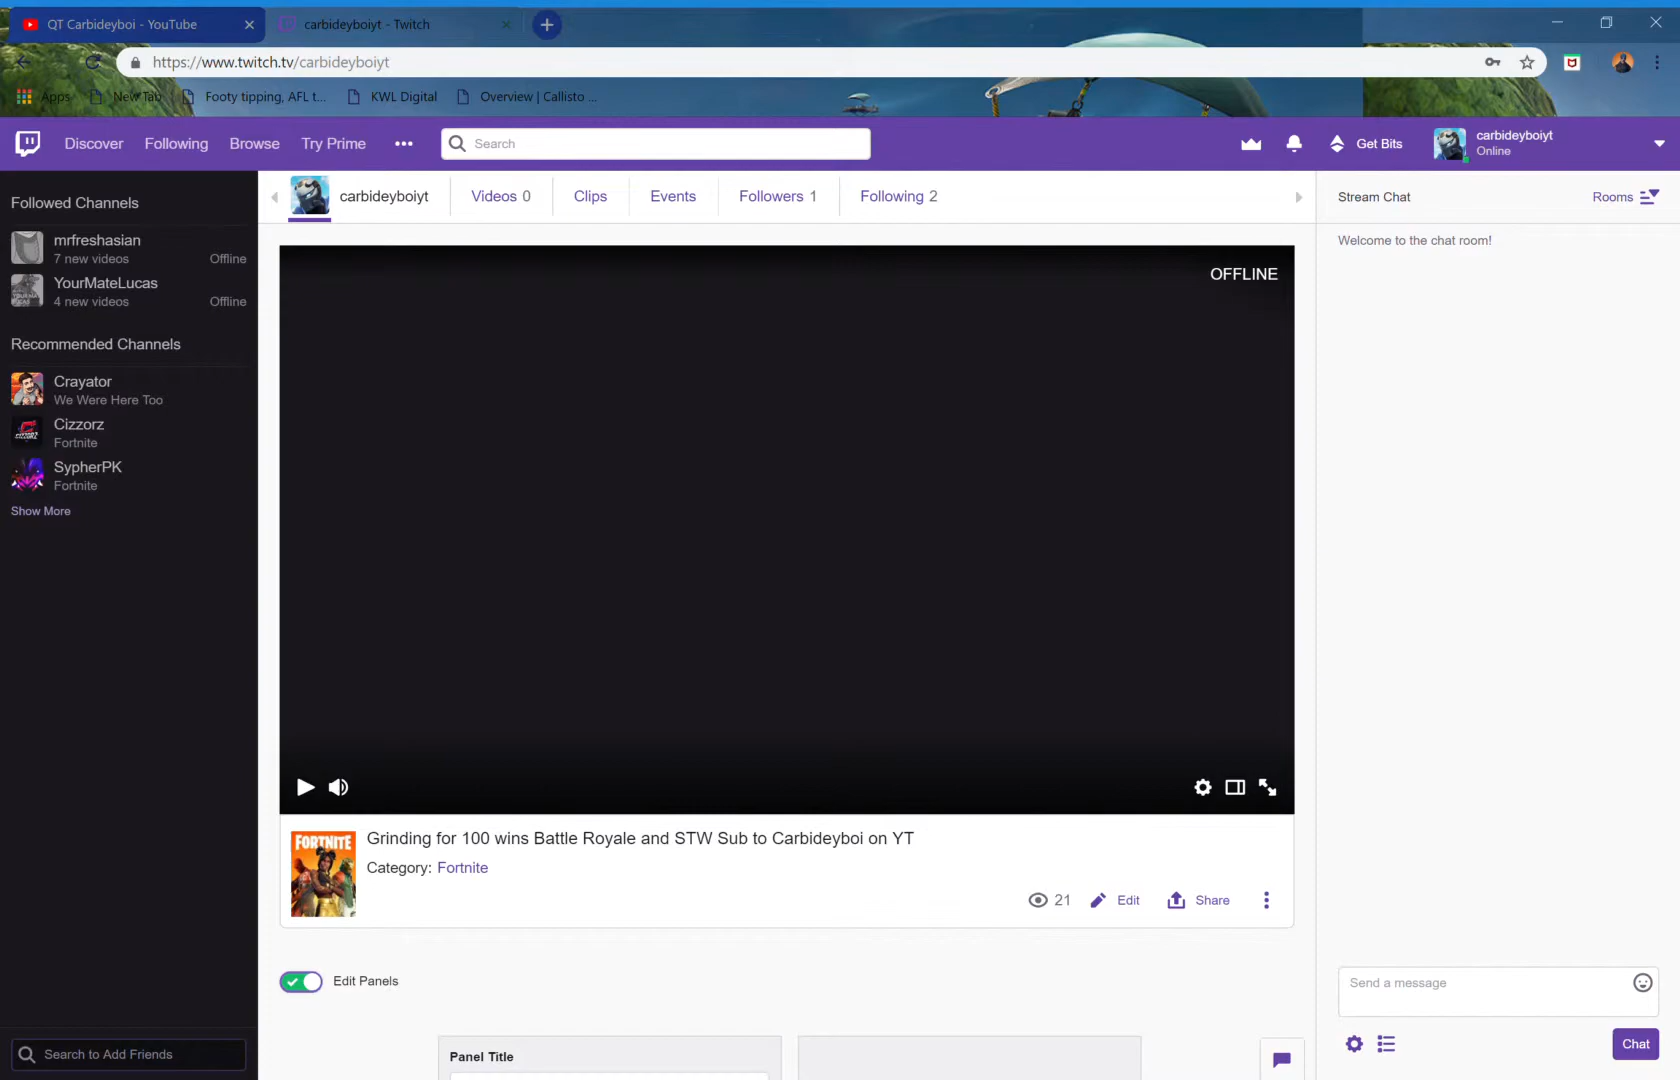 QT Carbideyboi - YouTube
carbideyboiyt - Twitch
https://www.twitch.tv/carbideyboiyt
Apps
New Tab
Footy tipping, AFL t...
KWL Digital
Overview | Callisto ...
Discover
Following
Browse
Try Prime
Search
Get Bits
carbideyboiyt
Online
Followed Channels
mrfreshasian
7 new videos
Offline
YourMateLucas
4 new videos
Offline
Recommended Channels
Crayator
We Were Here Too
Cizzorz
Fortnite
SypherPK
Fortnite
Show More
Search to Add Friends
carbideyboiyt
Videos 0
Clips
Events
Followers 1
Following 2
OFFLINE
FORTNITE
Grinding for 100 wins Battle Royale and STW Sub to Carbideyboi on YT
Category: Fortnite
21
Edit
Share
Edit Panels
Panel Title
Stream Chat
Rooms
Welcome to the chat room!
Send a message
Chat